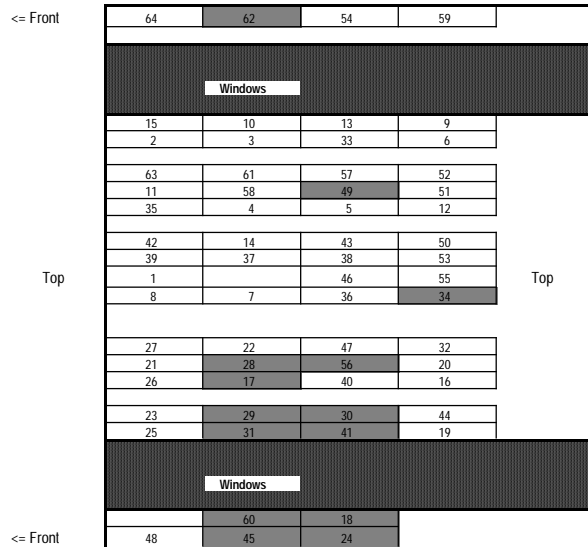 <= Front 64 62 54 59
Windows
15 10 13 9
2 3 33 6
63 61 57 52
11 58 49 51
35 4 5 12
42 14 43 50
39 37 38 53
Top 1 46 55 Top
8 7 36 34
27 22 47 32
21 28 56 20
26 17 40 16
23 29 30 44
25 31 41 19
Windows
60 18
<= Front 48 45 24